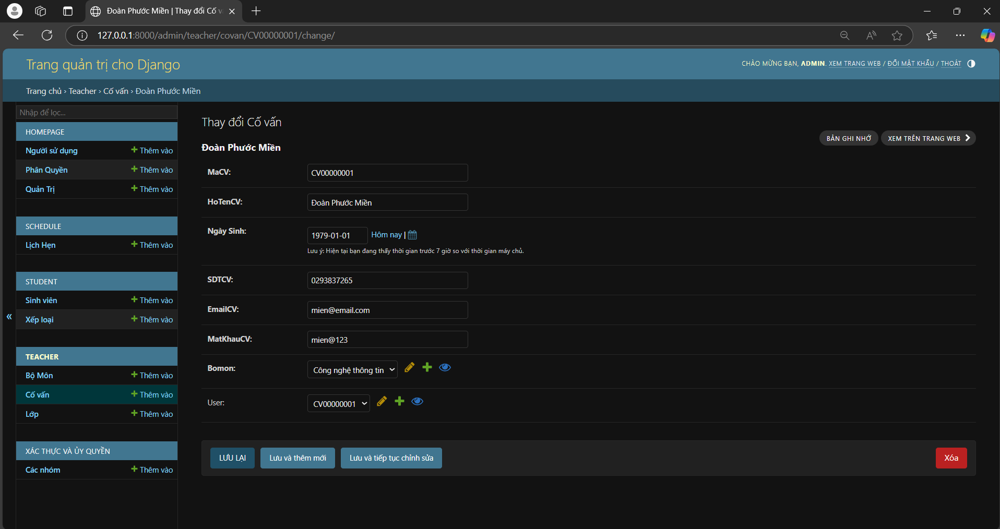 Đoàn Phước Miền | Thay đổi Cố v
127.0.0.1:8000/admin/teacher/covan/CV00000001/change/
Trang quản trị cho Django
CHÀO MỪNG BẠN, ADMIN. XEM TRANG WEB / ĐỔI MẬT KHẨU / THOÁT
Trang chủ › Teacher › Cố vấn › Đoàn Phước Miền
Nhập để lọc...
HOMEPAGE
Người sử dụng Thêm vào
Phân Quyền Thêm vào
Quản Trị Thêm vào
SCHEDULE
Lịch Hẹn Thêm vào
STUDENT
Sinh viên Thêm vào
Xếp loại Thêm vào
TEACHER
Bộ Môn Thêm vào
Cố vấn Thêm vào
Lớp Thêm vào
XÁC THỰC VÀ ỦY QUYỀN
Các nhóm Thêm vào
«
Thay đổi Cố vấn
BẢN GHI NHỚ
XEM TRÊN TRANG WEB
Đoàn Phước Miền
MaCV: CV00000001
HoTenCV: Đoàn Phước Miền
Ngày Sinh: 1979-01-01 Hôm nay |
Lưu ý: Hiện tại bạn đang thấy thời gian trước 7 giờ so với thời gian máy chủ.
SDTCV: 0293837265
EmailCV: mien@email.com
MatKhauCV: mien@123
Bomon: Công nghệ thông tin
User: CV00000001
LƯU LẠI
Lưu và thêm mới
Lưu và tiếp tục chỉnh sửa
Xóa